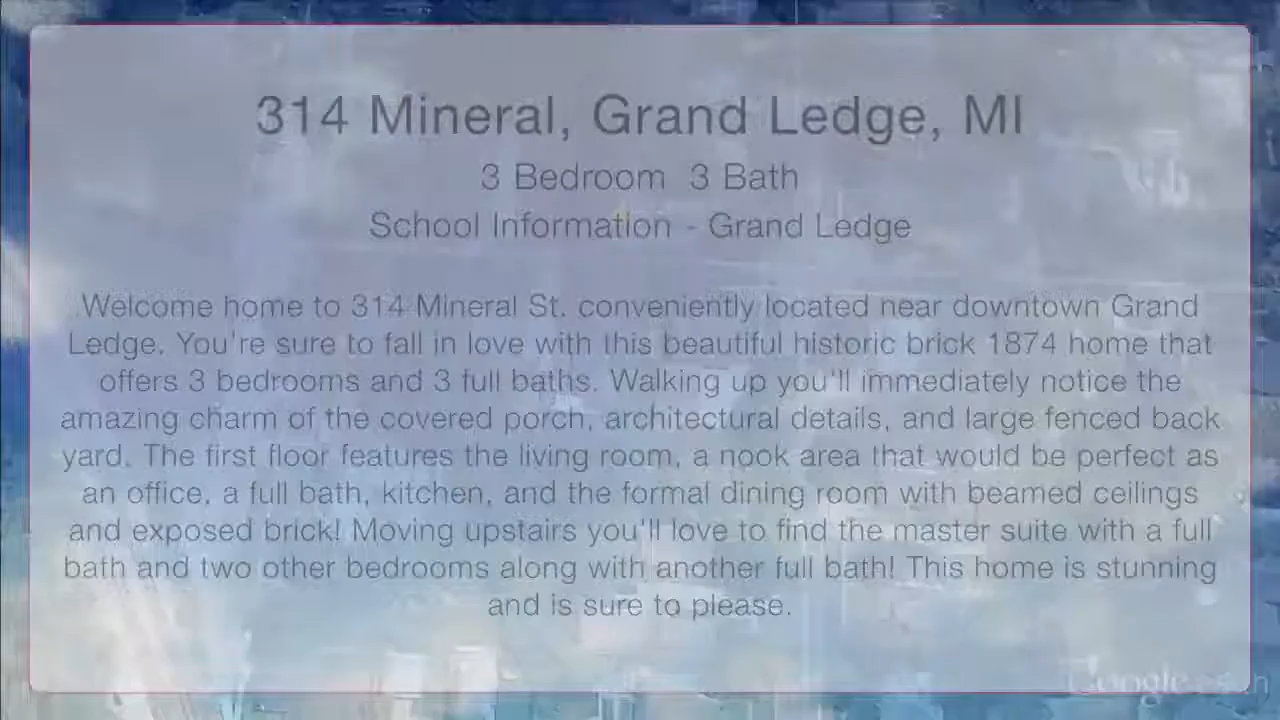 314 Mineral, Grand Ledge, MI
3 Bedroom 3 Bath
School Information - Grand Ledge
Welcome home to 314 Mineral St. conveniently located near downtown Grand
Ledge. You're sure to fall in love with this beautiful historic brick 1874 home that
offers 3 bedrooms and 3 full baths. Walking up you'll immediately notice the
amazing charm of the covered porch, architectural details, and large fenced back
yard. The first floor features the living room, a nook area that would be perfect as
an office, a full bath, kitchen, and the formal dining room with beamed ceilings
and exposed brick! Moving upstairs you'll love to find the master suite with a full
bath and two other bedrooms along with another full bath! This home is stunning
and is sure to please.